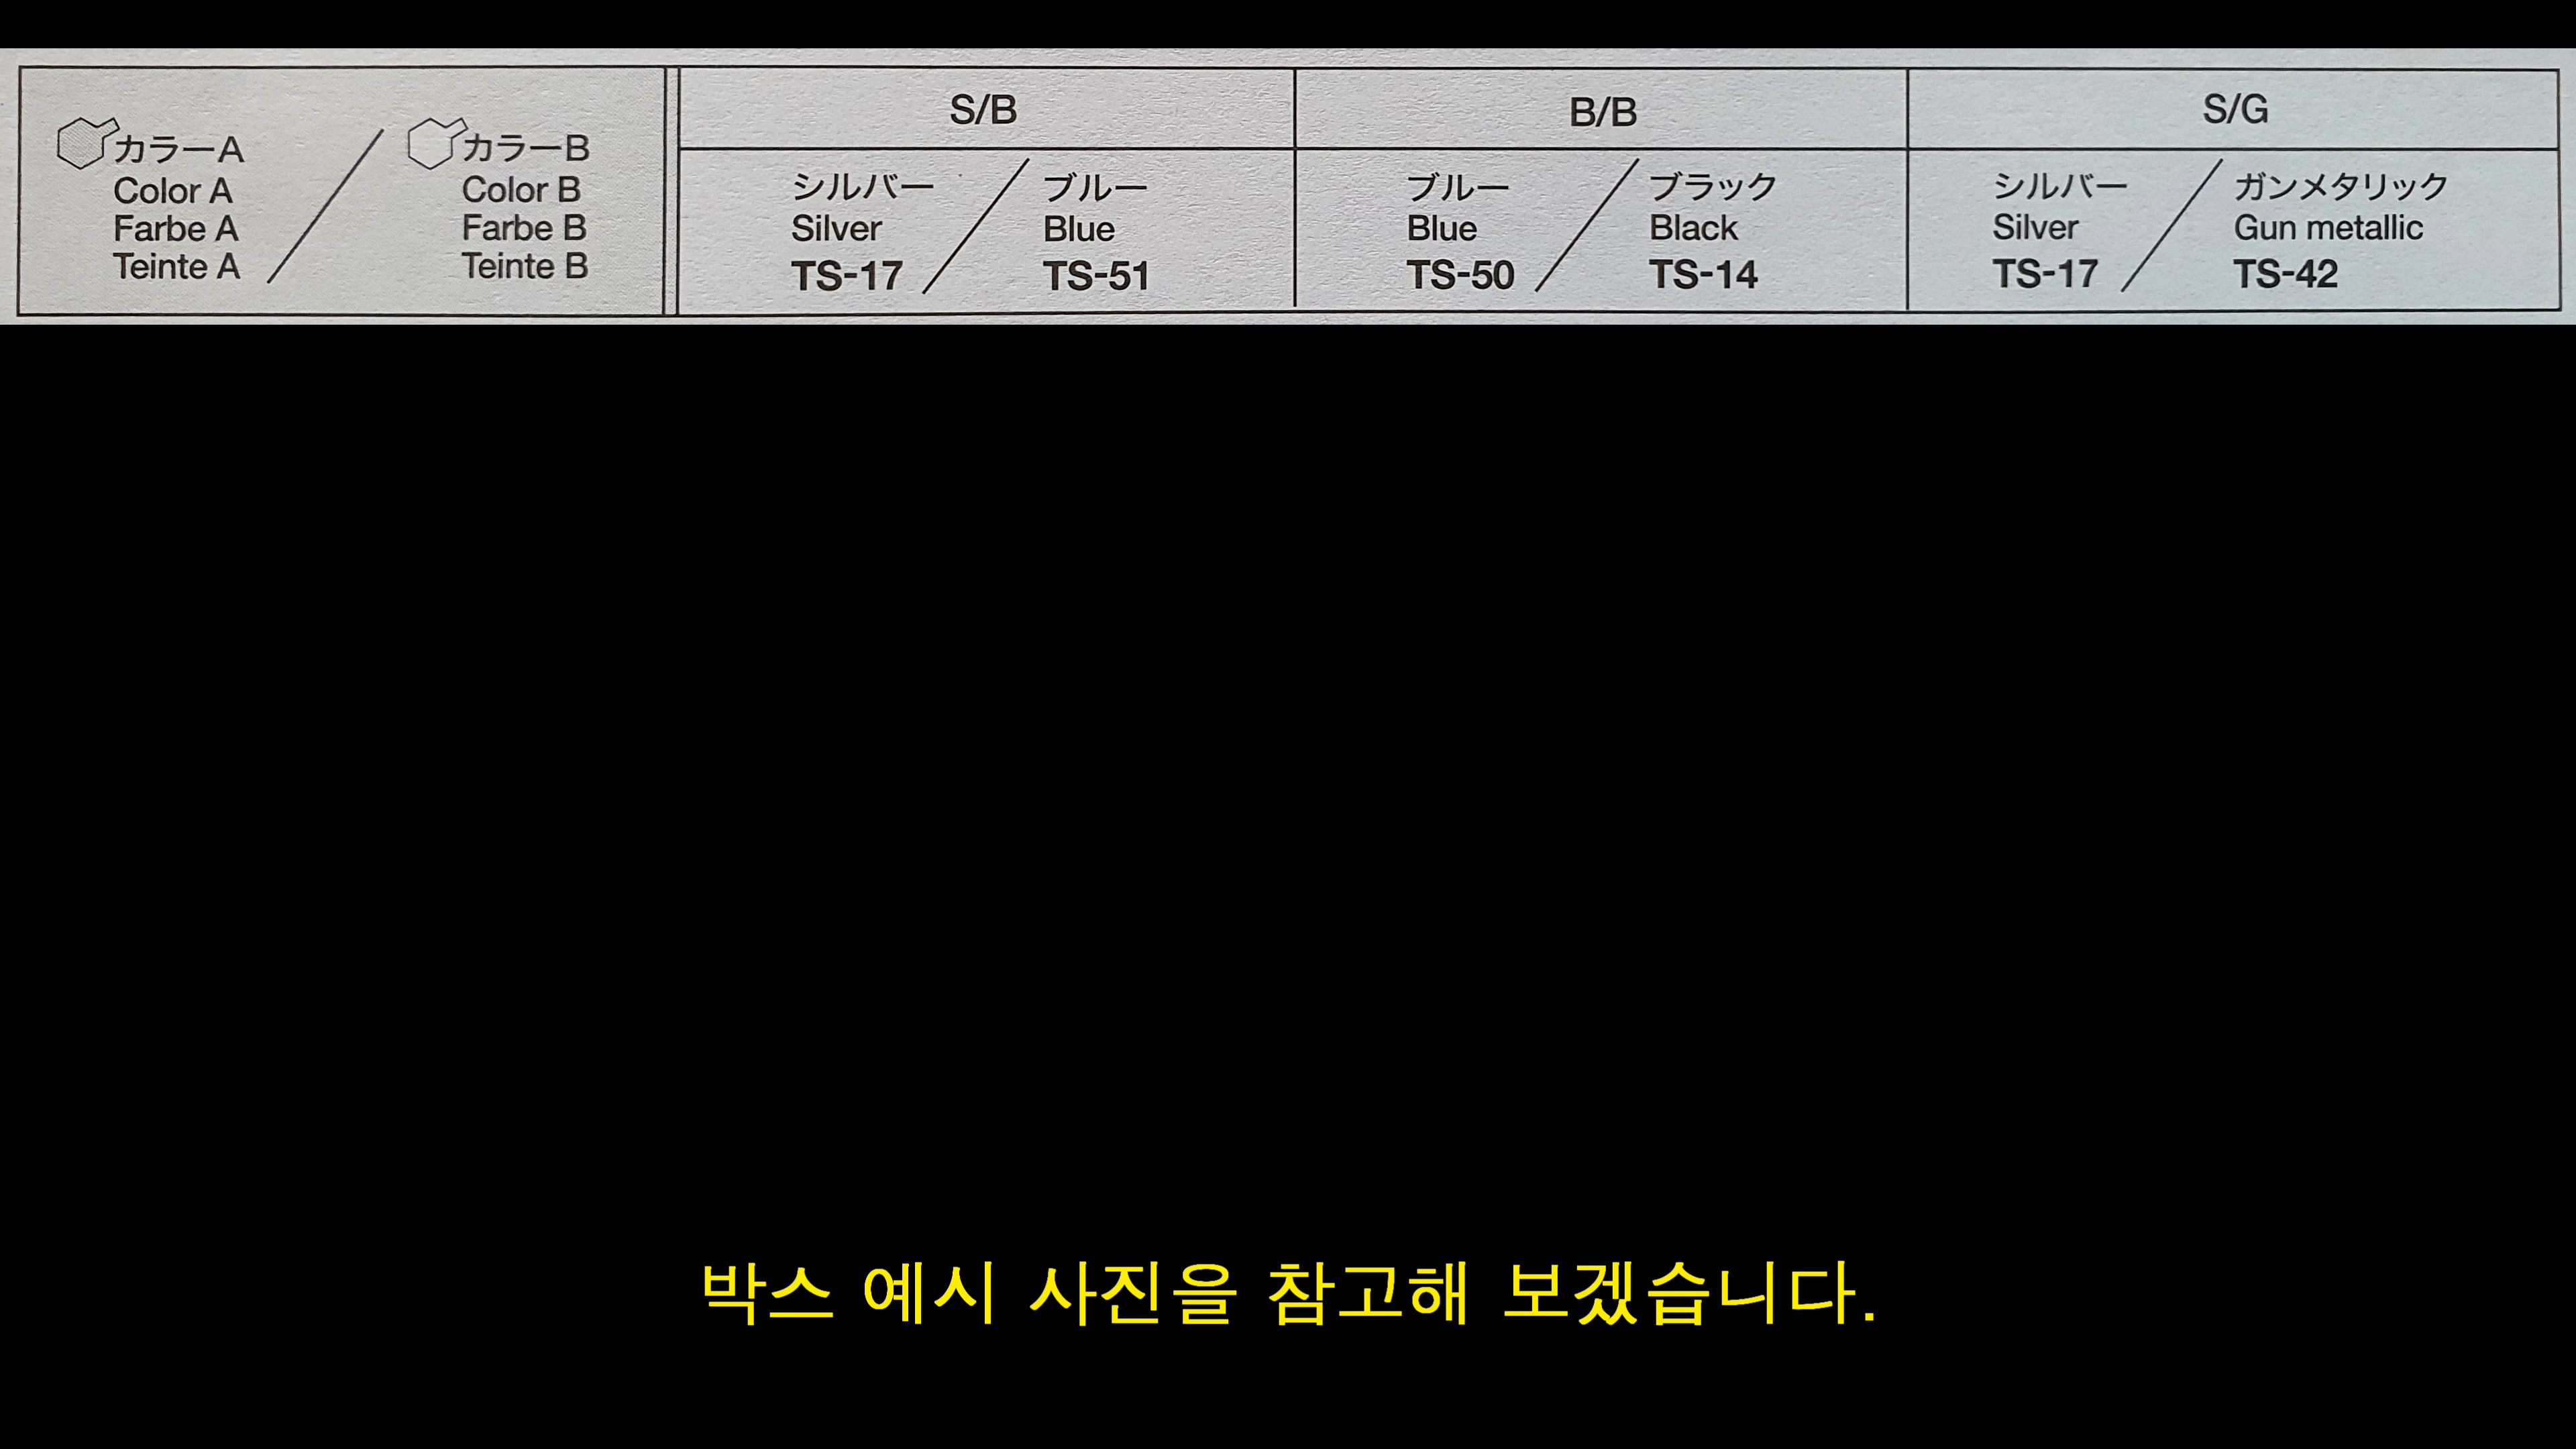 カラーA
Color A
Farbe A
Teinte A
カラーB
Color B
Farbe B
Teinte B
S/B
シルバー
Silver
TS-17
ブルー
Blue
TS-51
B/B
ブルー
Blue
TS-50
ブラック
Black
TS-14
S/G
シルバー
Silver
TS-17
ガンメタリック
Gun metallic
TS-42
박스 예시 사진을 참고해 보겠습니다.